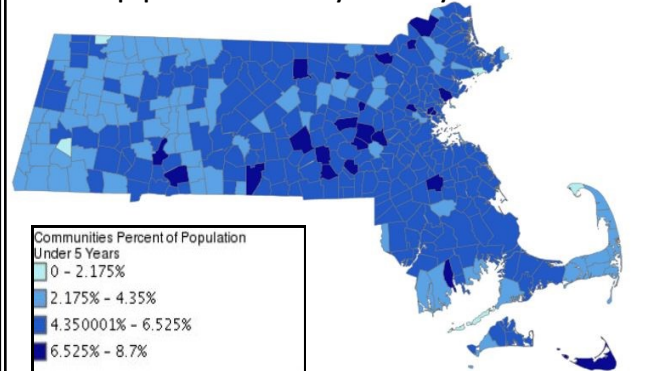 Communities Percent of Population
Under 5 Years
0 - 2.175%
2.175% - 4.35%
4.350001% - 6.525%
6.525% - 8.7%